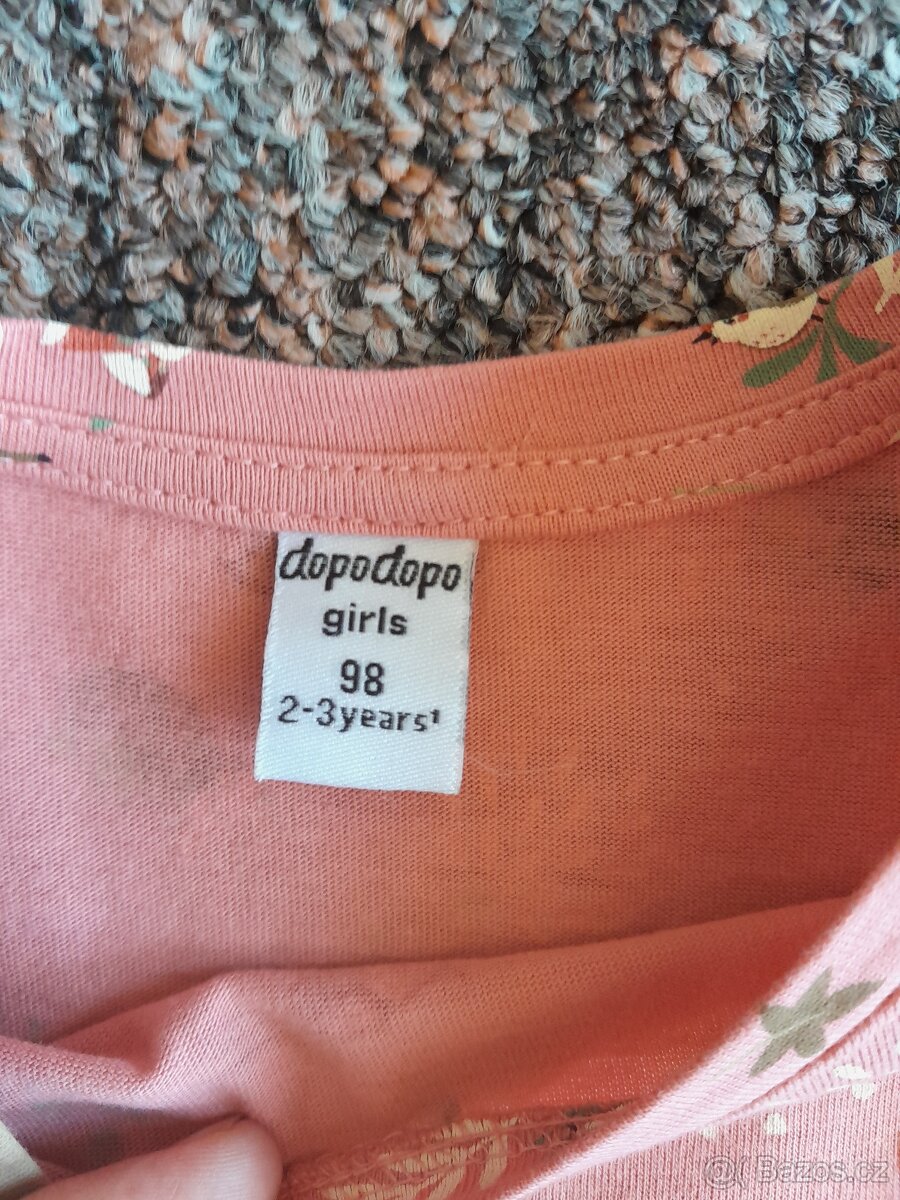 dopodopo
girls
98
2-3years¹
Bazos.cz